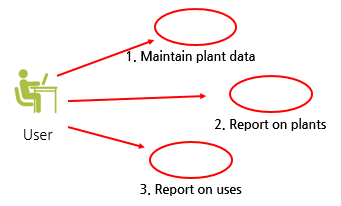 1. Maintain plant data
2. Report on plants
User
3. Report on uses